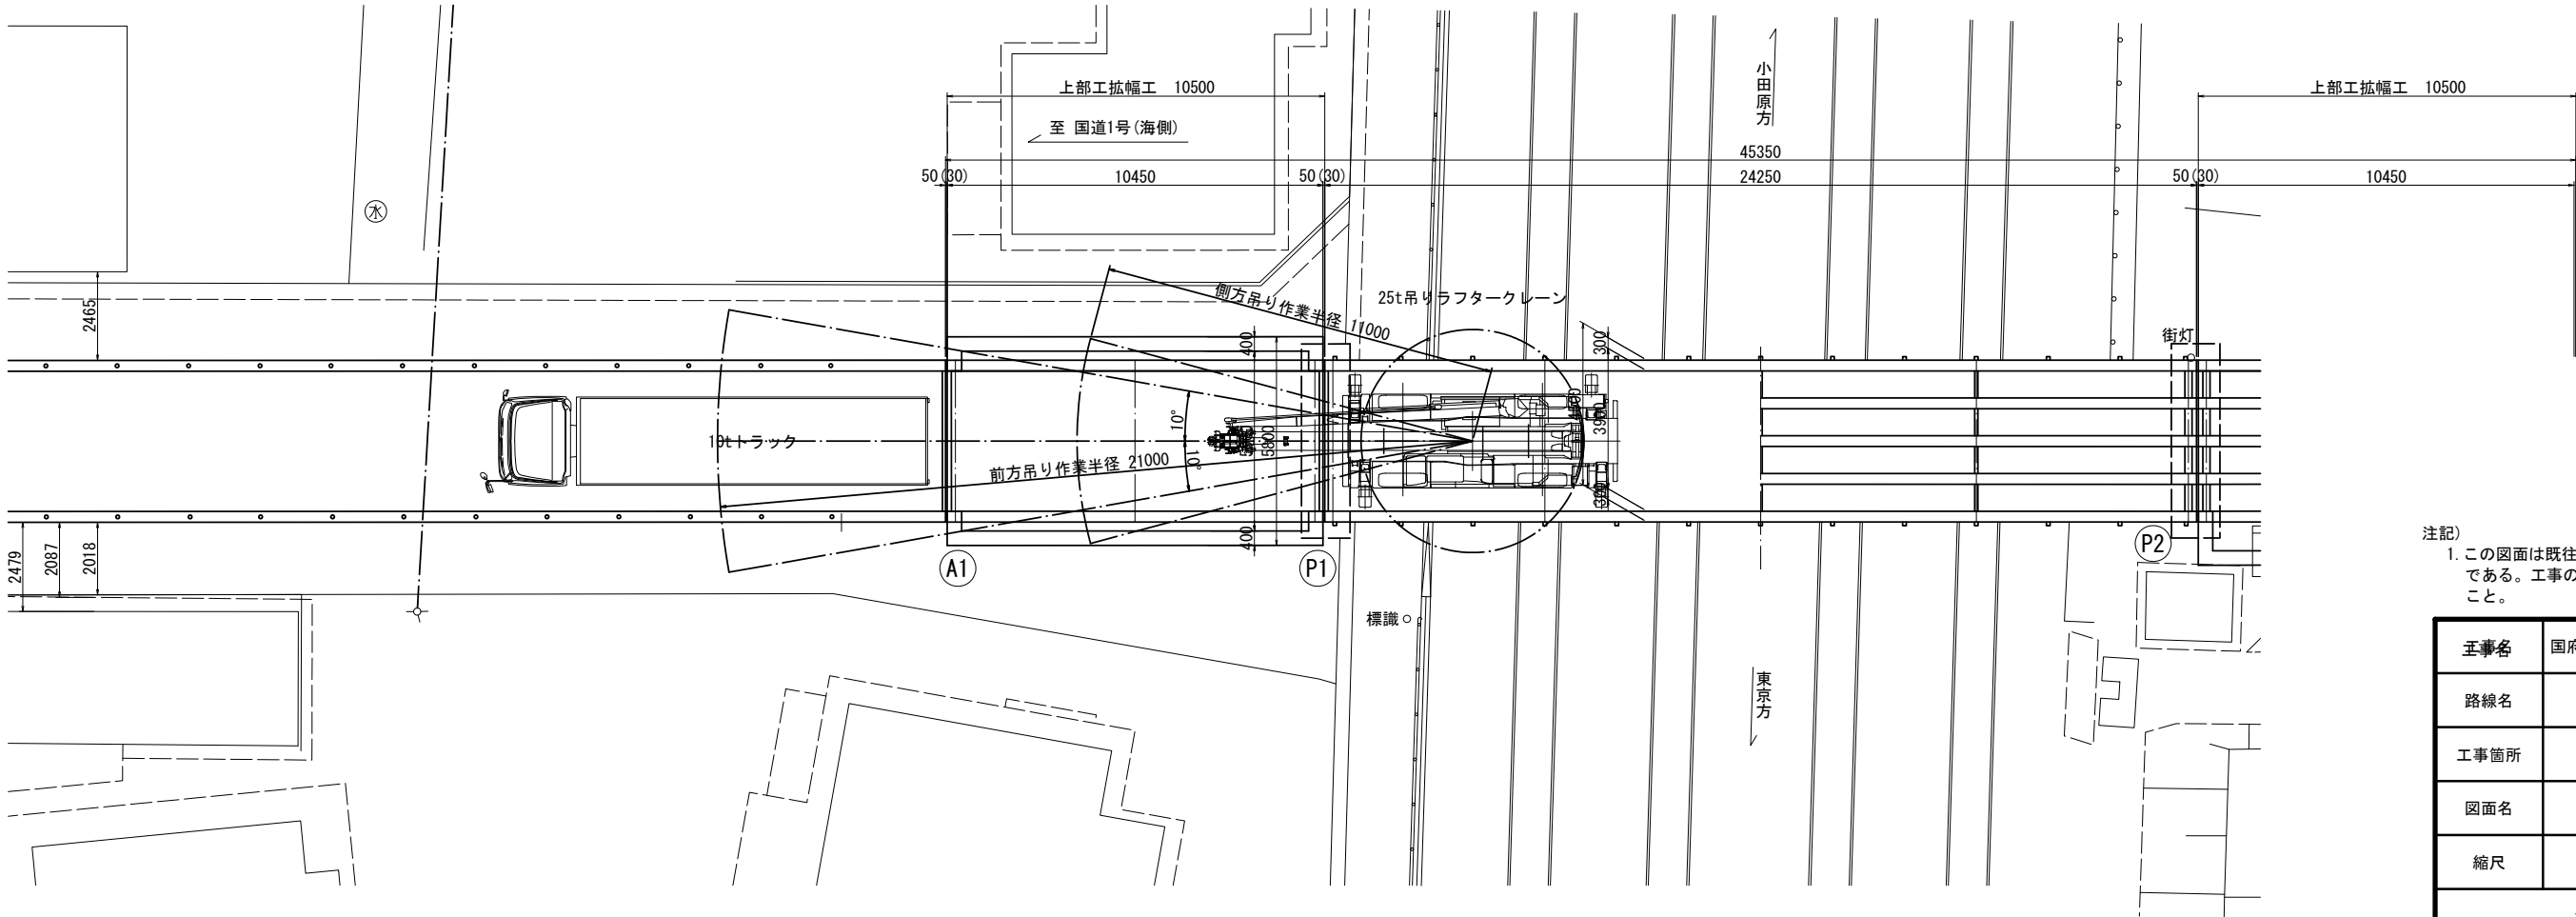 上部工拡幅工 10500
上部工拡幅工 10500
小田原方
至 国道1号(海側)
45350
50(30)
10450
50(30)
24250
50(30)
10450
水
2465
側方吊り作業半径 11000
25t吊りラフタークレーン
街灯
400
300
4500
3900
5800
10°
10°
10tトラック
前方吊り作業半径 21000
300
400
2479
2087
2018
A1
P1
P2
標識
東京方
注記)
1. この図面は既往
である。工事の
こと。
工事名
路線名
工事箇所
図面名
縮尺